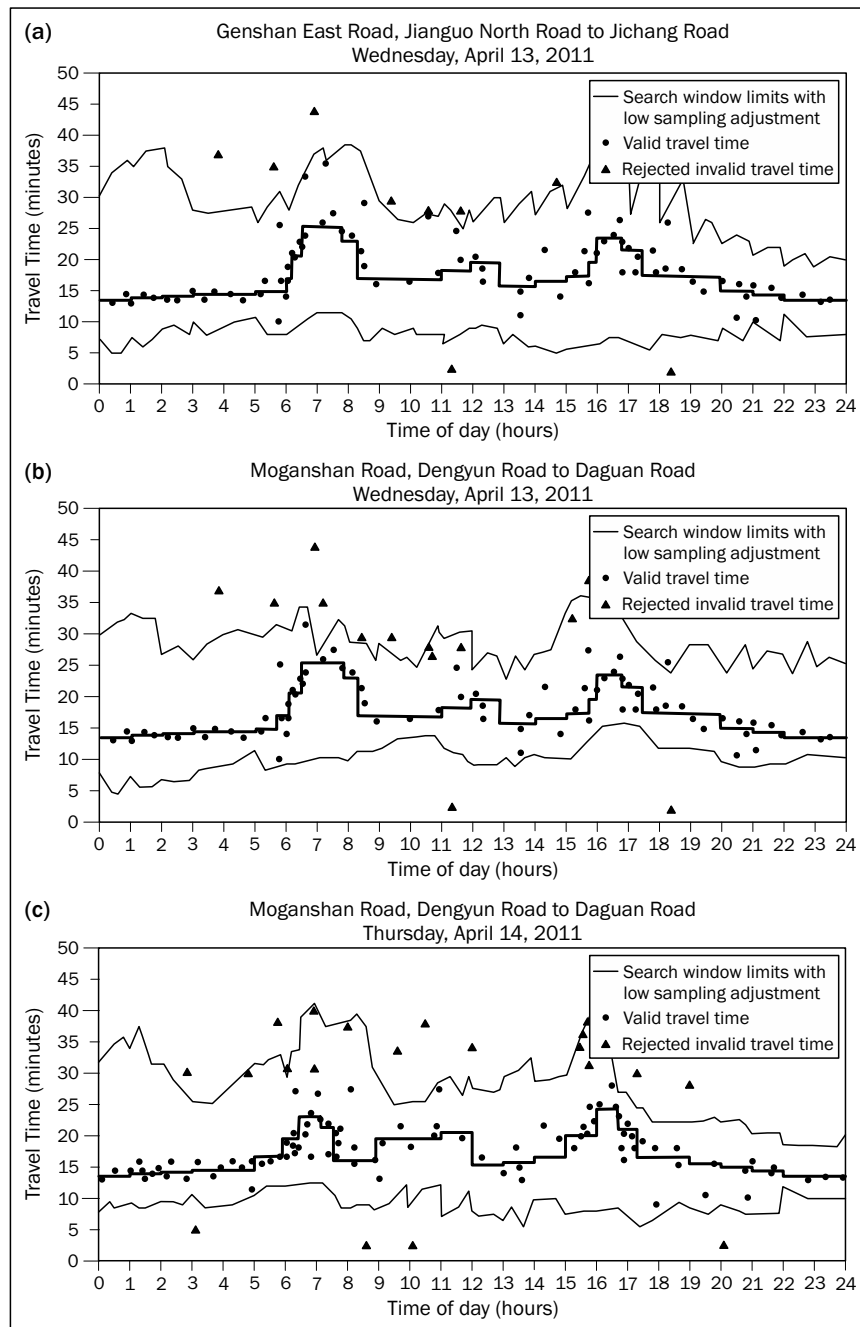 (a)
Genshan East Road, Jianguo North Road to Jichang Road
Wednesday, April 13, 2011
Travel Time (minutes)
50
45
40
35
30
25
20
15
10
5
0
Search window limits with
low sampling adjustment
Valid travel time
Rejected invalid travel time
0 1 2 3 4 5 6 7 8 9 10 11 12 13 14 15 16 17 18 19 20 21 22 23 24
Time of day (hours)
(b)
Moganshan Road, Dengyun Road to Daguan Road
Wednesday, April 13, 2011
Travel Time (minutes)
50
45
40
35
30
25
20
15
10
5
0
Search window limits with
low sampling adjustment
Valid travel time
Rejected invalid travel time
0 1 2 3 4 5 6 7 8 9 10 11 12 13 14 15 16 17 18 19 20 21 22 23 24
Time of day (hours)
(c)
Moganshan Road, Dengyun Road to Daguan Road
Thursday, April 14, 2011
Travel Time (minutes)
50
45
40
35
30
25
20
15
10
5
0
Search window limits with
low sampling adjustment
Valid travel time
Rejected invalid travel time
0 1 2 3 4 5 6 7 8 9 10 11 12 13 14 15 16 17 18 19 20 21 22 23 24
Time of day (hours)